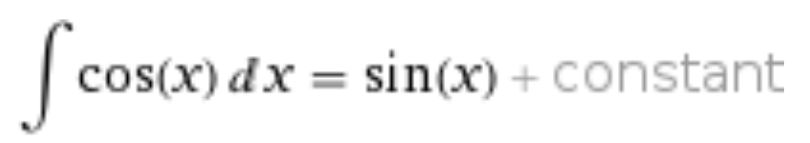 ∫ cos(x) dx = sin(x) + constant